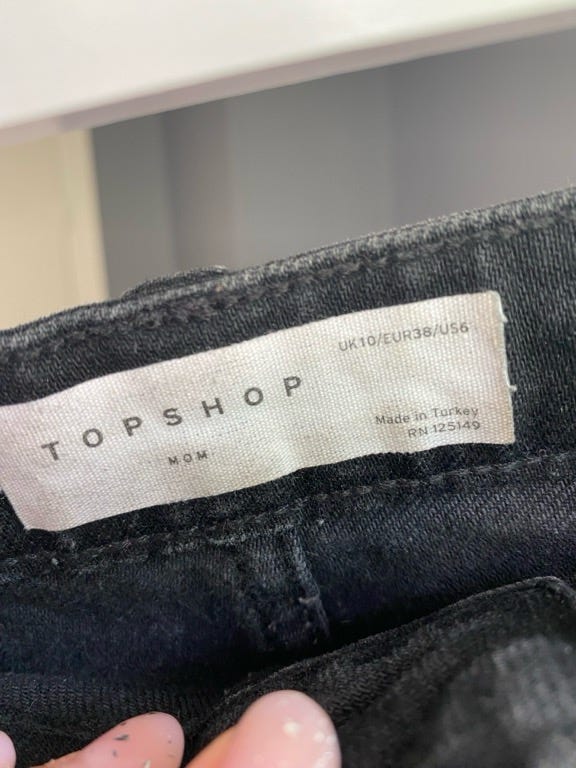 TOPSHOP
MOM
UK10/EUR38/US6
Made in Turkey
RN 125149